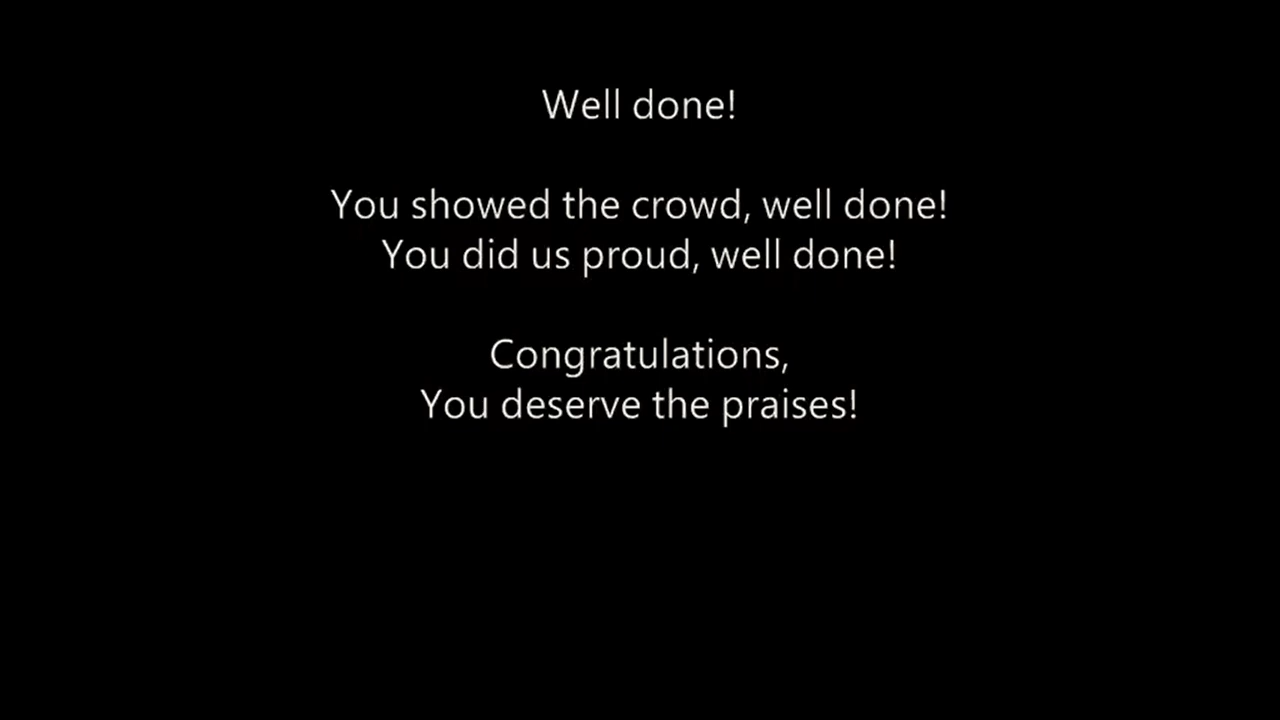 Well done!
You showed the crowd, well done!
You did us proud, well done!
Congratulations,
You deserve the praises!